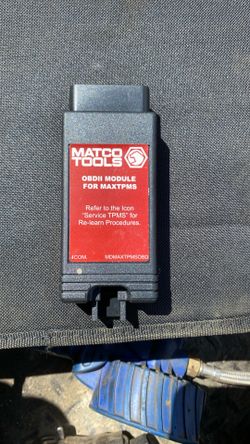 MATCO
TOOLS
OBDII MODULE
FOR MAXTPMS
Refer to the Icon
"Service TPMS" for
Re-learn Procedures.
MDMAXTPMSOBD